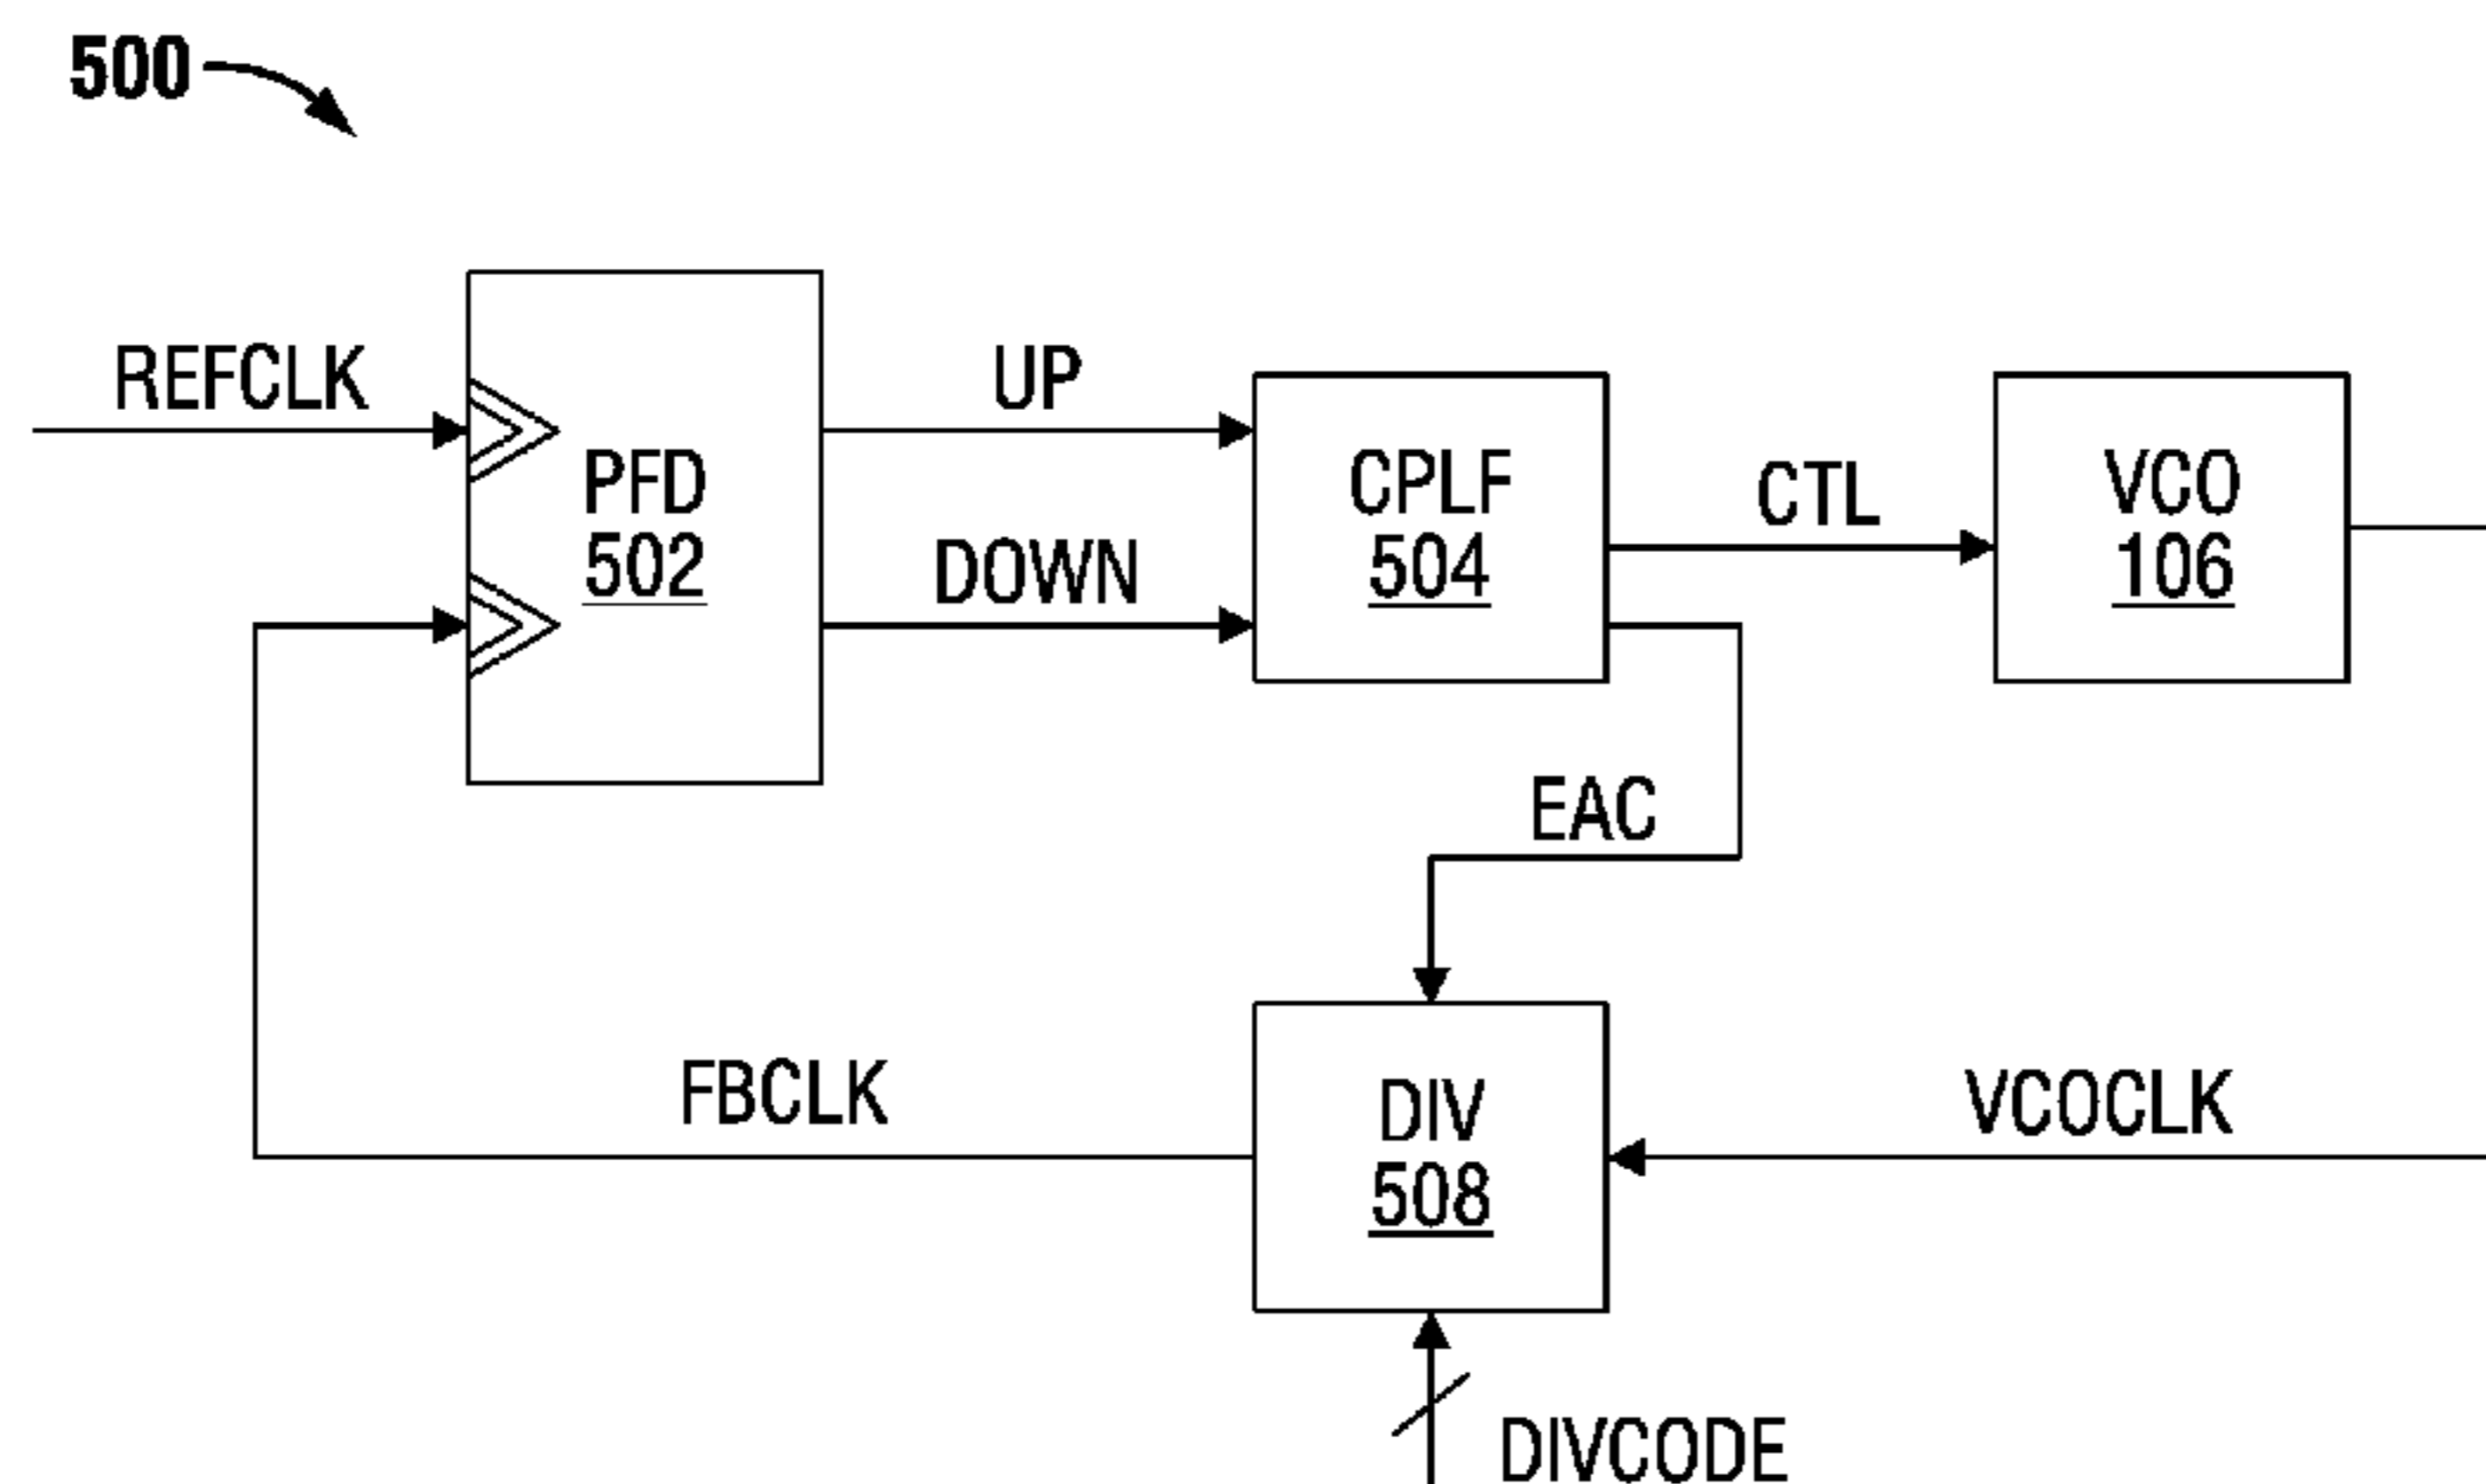 500
REFCLK
PFD
502
UP
DOWN
CPLF
504
CTL
VCO
106
EAC
FBCLK
DIV
508
VCOCLK
DIVCODE